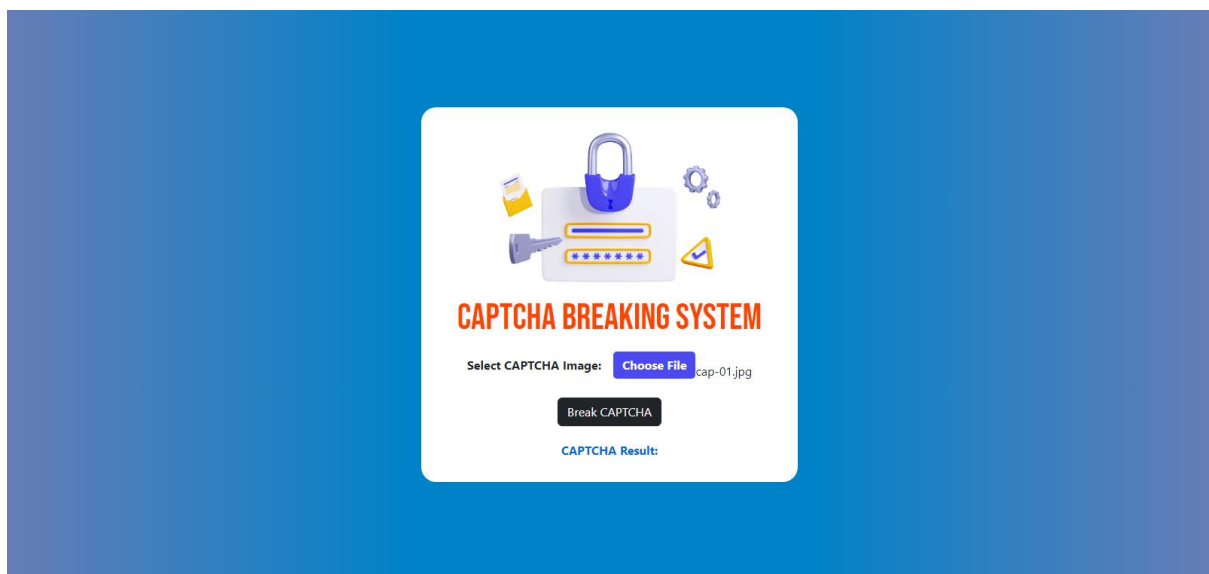 *******
CAPTCHA BREAKING SYSTEM
Select CAPTCHA Image: Choose File cap-01.jpg
Break CAPTCHA
CAPTCHA Result: